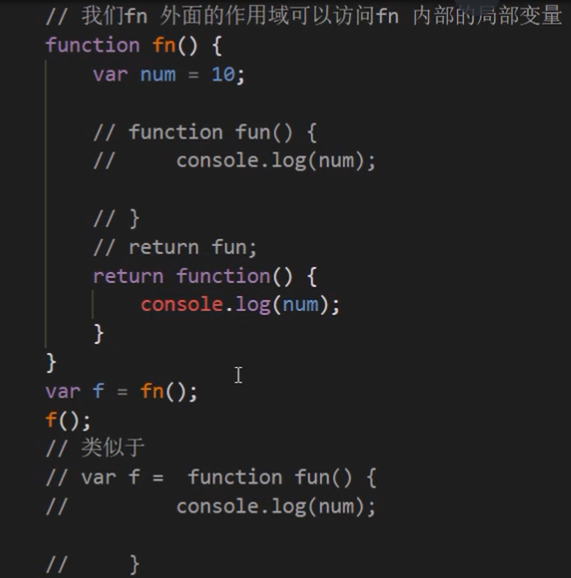 // 我们fn 外面的作用域可以访问fn 内部的局部变量
function fn() {
var num = 10;
// function fun() {
// console.log(num);
// }
// return fun;
return function() {
console.log(num);
}
}
var f = fn();
f();
// 类似于
// var f = function fun() {
// console.log(num);
// }